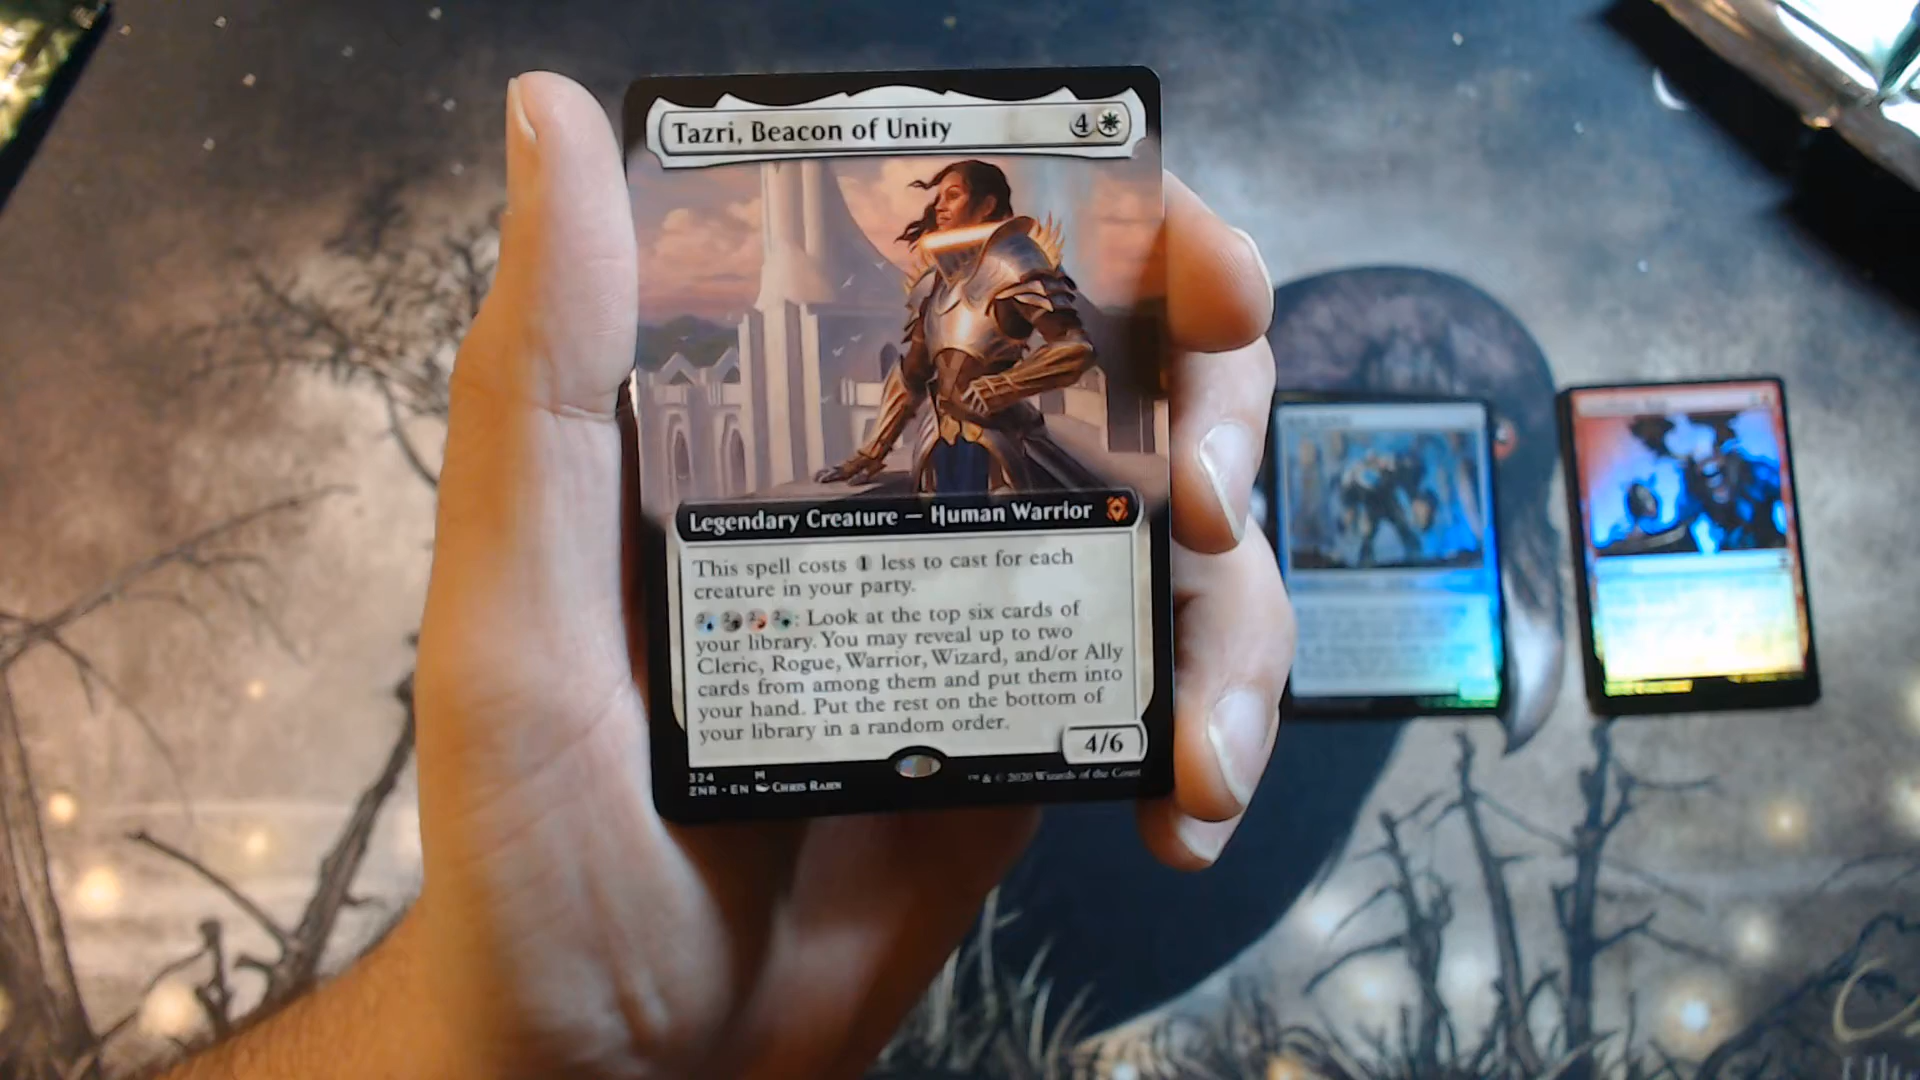 Tazri, Beacon of Unity 4
Legendary Creature — Human Warrior
This spell costs 1 less to cast for each
creature in your party.
: Look at the top six cards of
your library. You may reveal up to two
Cleric, Rogue, Warrior, Wizard, and/or Ally
cards from among them and put them into
your hand. Put the rest on the bottom of
your library in a random order.
4/6
324 M
ZNR • EN Chris Rahn
™ & © 2020 Wizards of the Coast